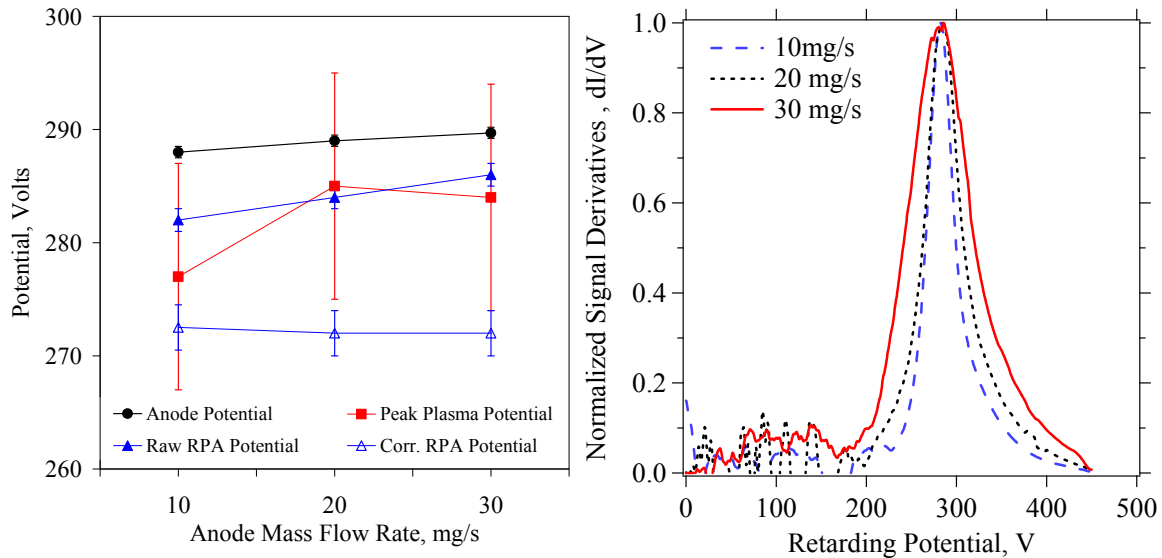 300
290
280
270
260
Potential, Volts
10
20
30
Anode Mass Flow Rate, mg/s
Anode Potential
Peak Plasma Potential
Raw RPA Potential
Corr. RPA Potential
1.0
0.8
0.6
0.4
0.2
0.0
Normalized Signal Derivatives , dI/dV
10mg/s
20 mg/s
30 mg/s
0
100
200
300
400
500
Retarding Potential, V